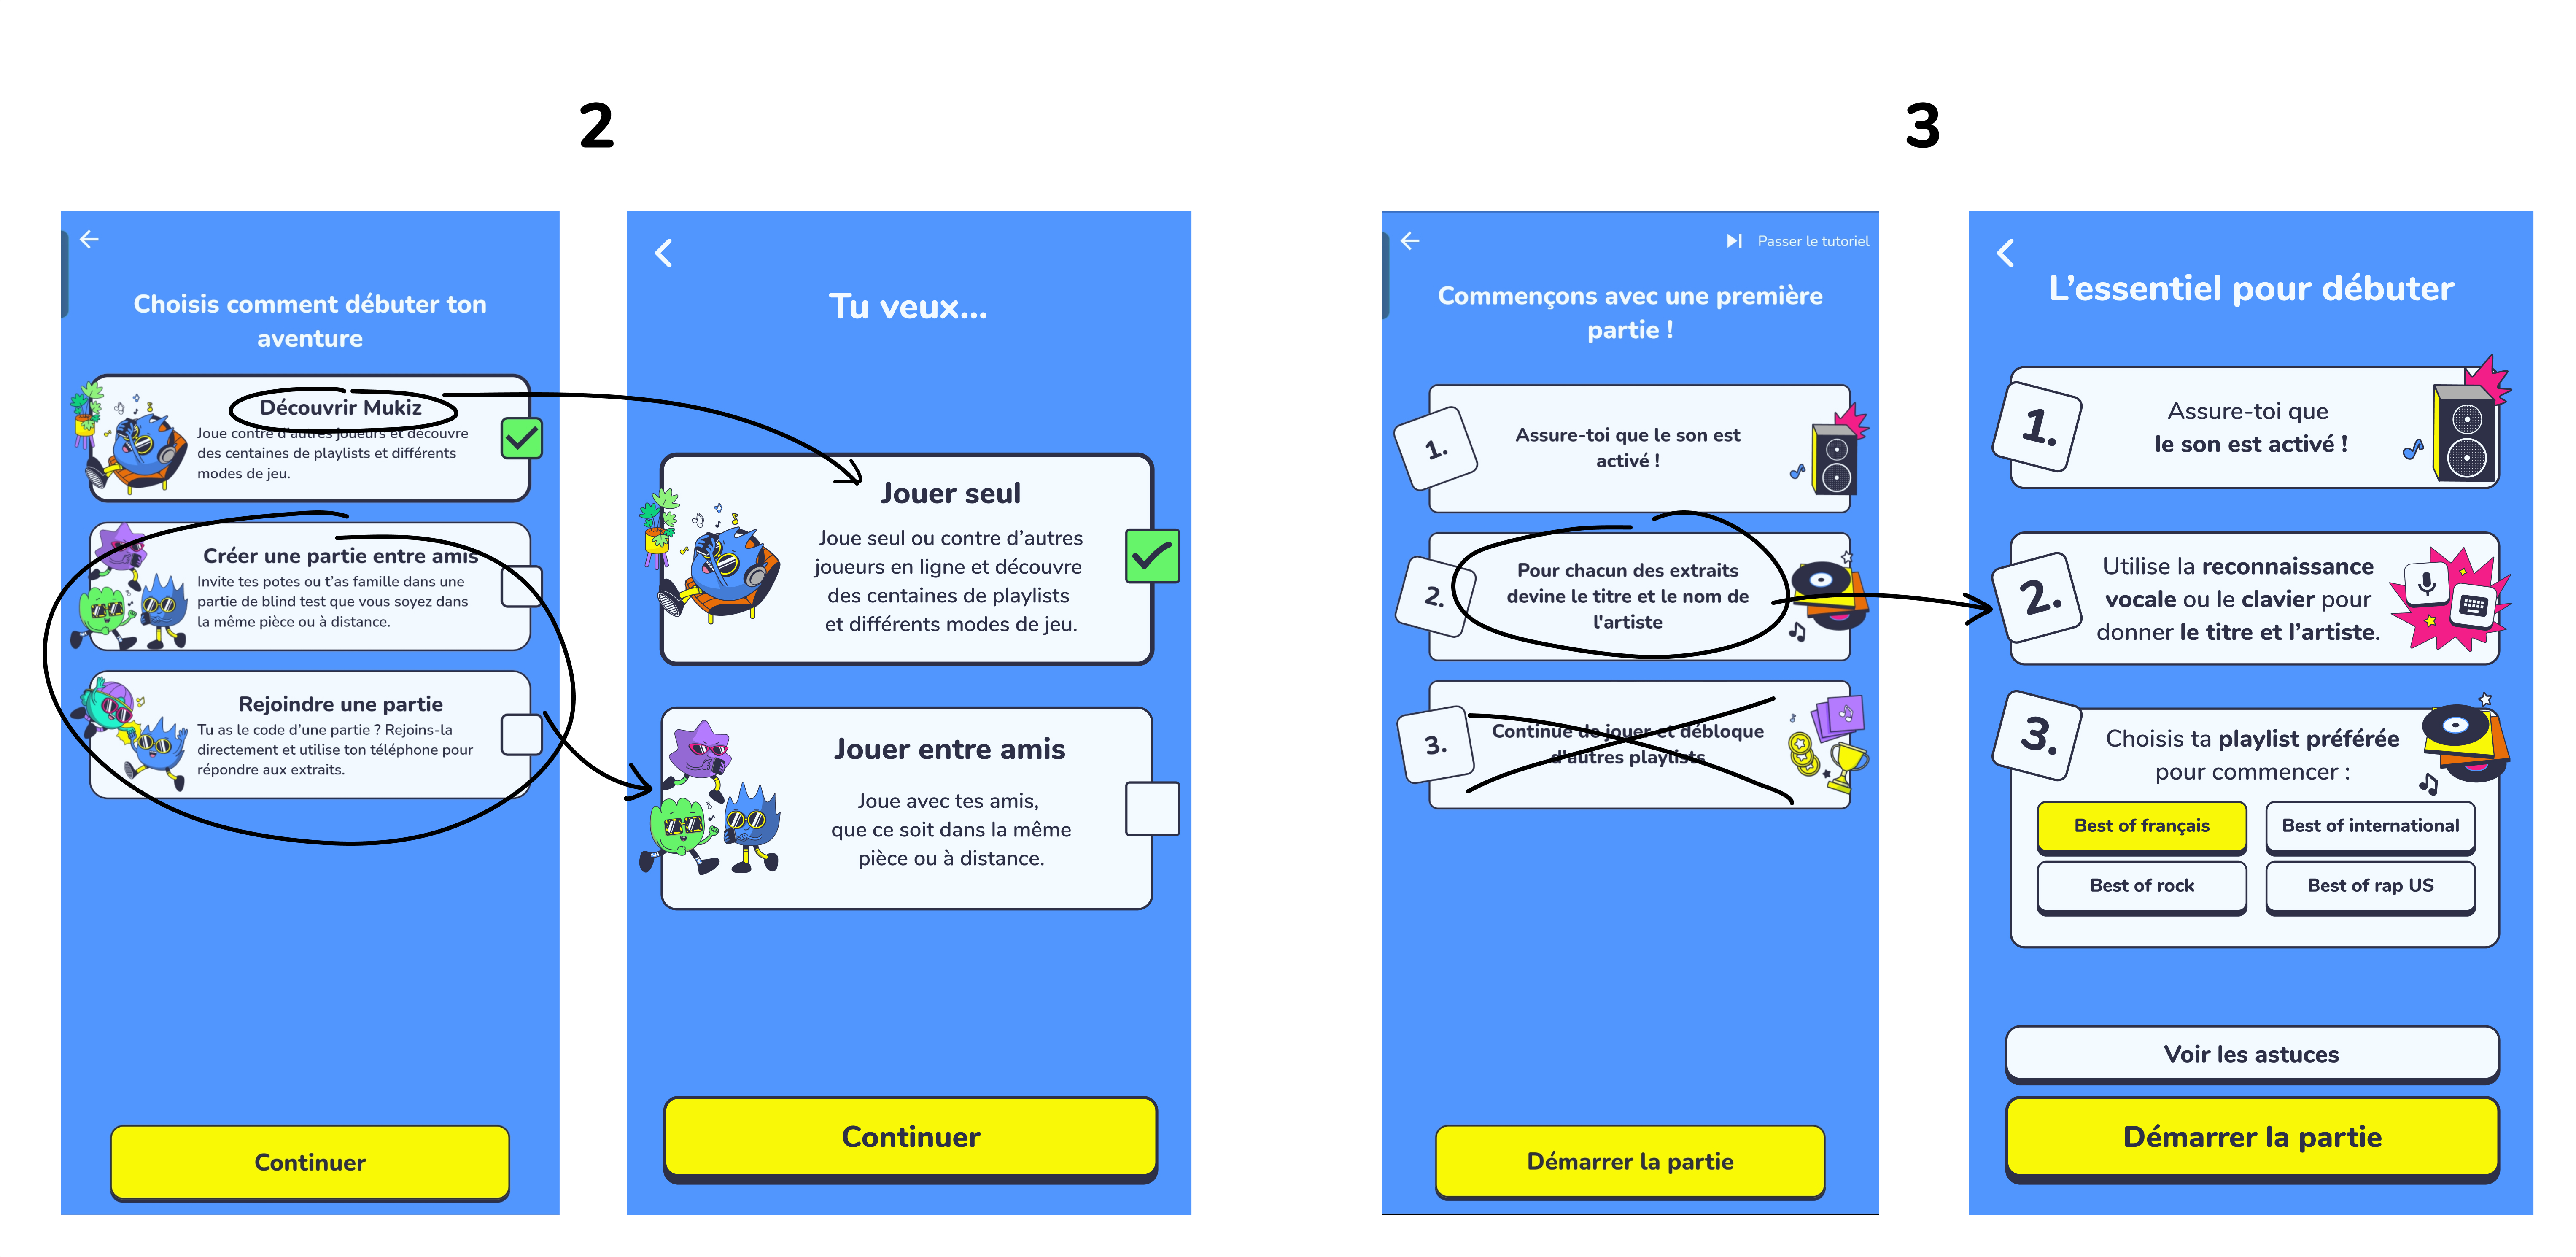 2
3
Choisis comment débuter ton
aventure
Découvrir Mukiz
Joue contre d'autres joueurs et découvre
des centaines de playlists et différents
modes de jeu.
Créer une partie entre amis
Invite tes potes ou t'as famille dans une
partie de blind test que vous soyez dans
la même pièce ou à distance.
Rejoindre une partie
Tu as le code d'une partie ? Rejoins-la
directement et utilise ton téléphone pour
répondre aux extraits.
Continuer
Tu veux...
Jouer seul
Joue seul ou contre d'autres
joueurs en ligne et découvre
des centaines de playlists
et différents modes de jeu.
Jouer entre amis
Joue avec tes amis,
que ce soit dans la même
pièce ou à distance.
Continuer
Passer le tutoriel
Commençons avec une première
partie !
1.
Assure-toi que le son est
activé !
2.
Pour chacun des extraits
devine le titre et le nom de
l'artiste
3.
Continue de jouer et débloque
d'autres playlists
Démarrer la partie
L'essentiel pour débuter
1.
Assure-toi que
le son est activé !
2.
Utilise la reconnaissance
vocale ou le clavier pour
donner le titre et l'artiste.
3.
Choisis ta playlist préférée
pour commencer :
Best of français
Best of international
Best of rock
Best of rap US
Voir les astuces
Démarrer la partie